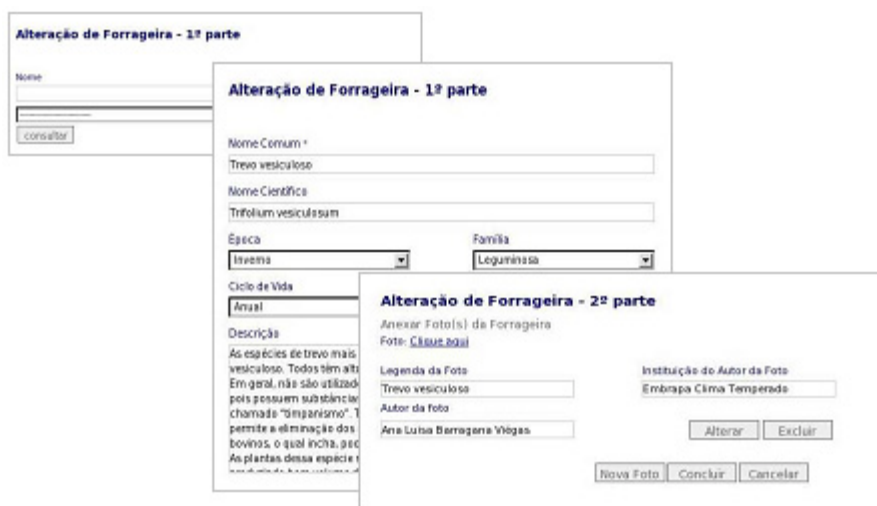 Alteração de Forrageira - 1ª parte
Nome
consultar
Alteração de Forrageira - 1ª parte
Nome Comum *
Trevo vesiculoso
Nome Científico
Trifolium vesiculosum
Época
Família
Inverno
Leguminosa
Ciclo de Vida
Anual
Descrição
As espécies de trevo mais
vesiculoso. Todos têm alt
Em geral, não são utilizad
pois possuem substâncias
chamado "timpanismo". T
permite a eliminação dos
bovinos, o qual incha, pod
As plantas dessa espécie
Alteração de Forrageira - 2ª parte
Anexar Foto(s) da Forrageira
Foto: Clique aqui
Legenda da Foto
Instituição do Autor da Foto
Trevo vesiculoso
Embrapa Clima Temperado
Autor da foto
Ana Luisa Barragana Viégas
Alterar
Excluir
Nova Foto
Concluir
Cancelar